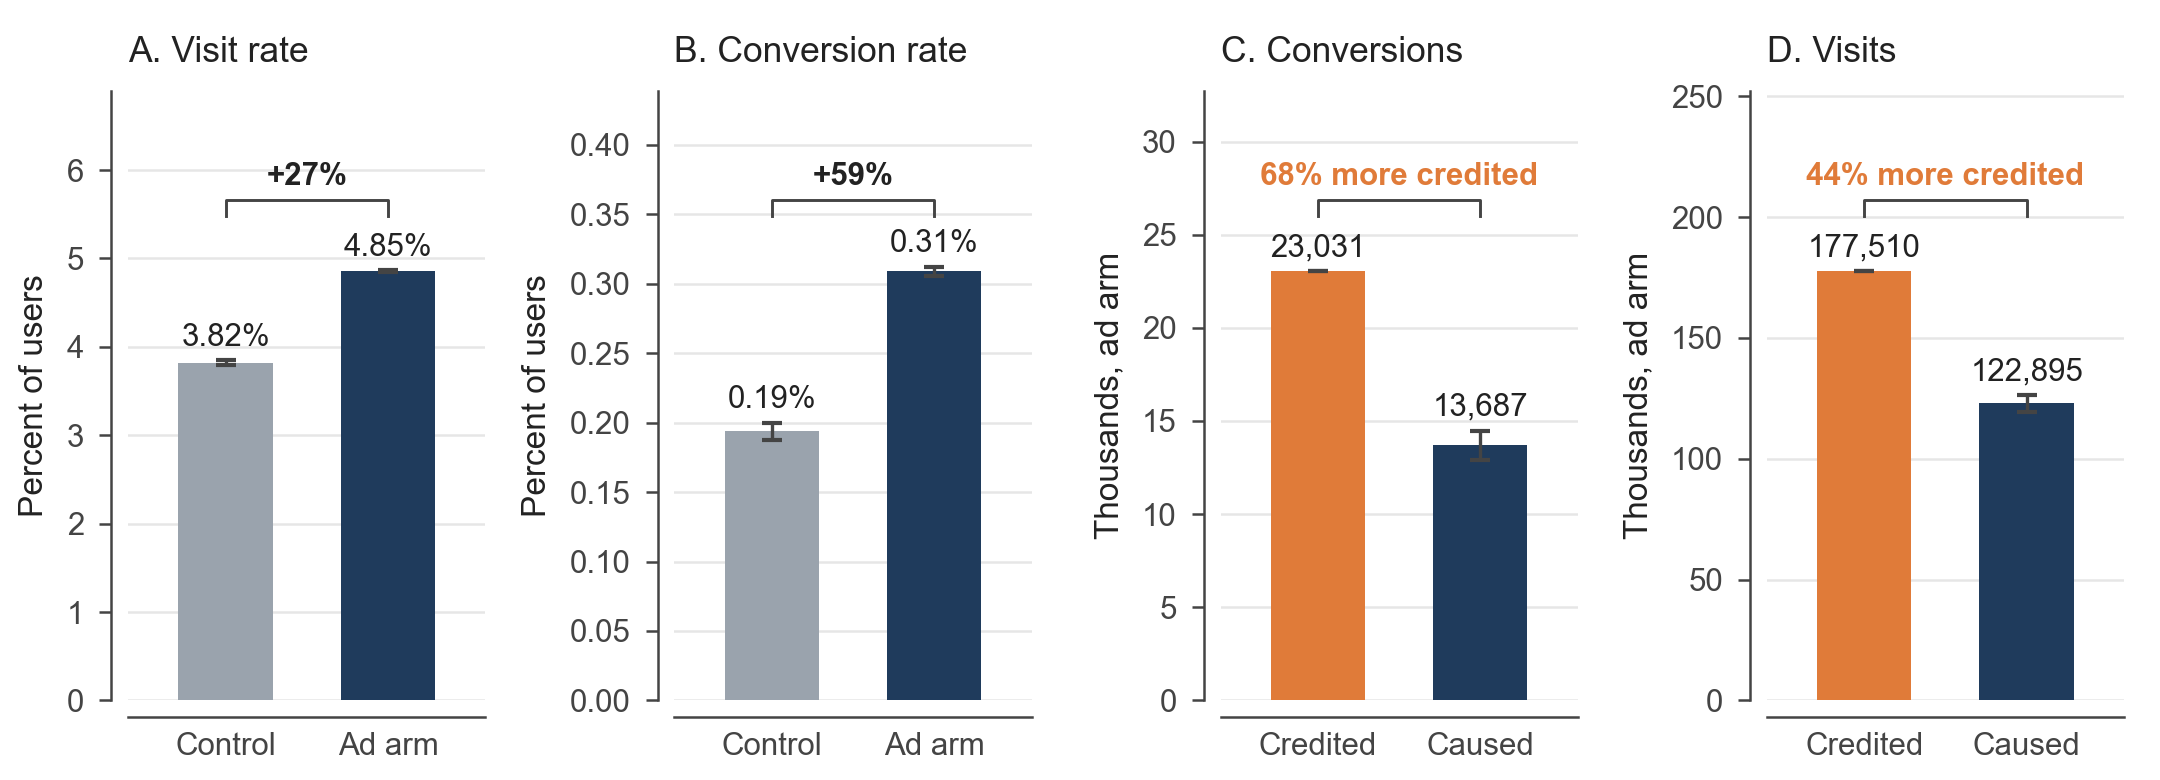 A. Visit rate
Percent of users
6
5
4
3
2
1
0
+27%
3.82%
4.85%
Control
Ad arm
B. Conversion rate
Percent of users
0.40
0.35
0.30
0.25
0.20
0.15
0.10
0.05
0.00
+59%
0.19%
0.31%
Control
Ad arm
C. Conversions
Thousands, ad arm
30
25
20
15
10
5
0
68% more credited
23,031
13,687
Credited
Caused
D. Visits
Thousands, ad arm
250
200
150
100
50
0
44% more credited
177,510
122,895
Credited
Caused